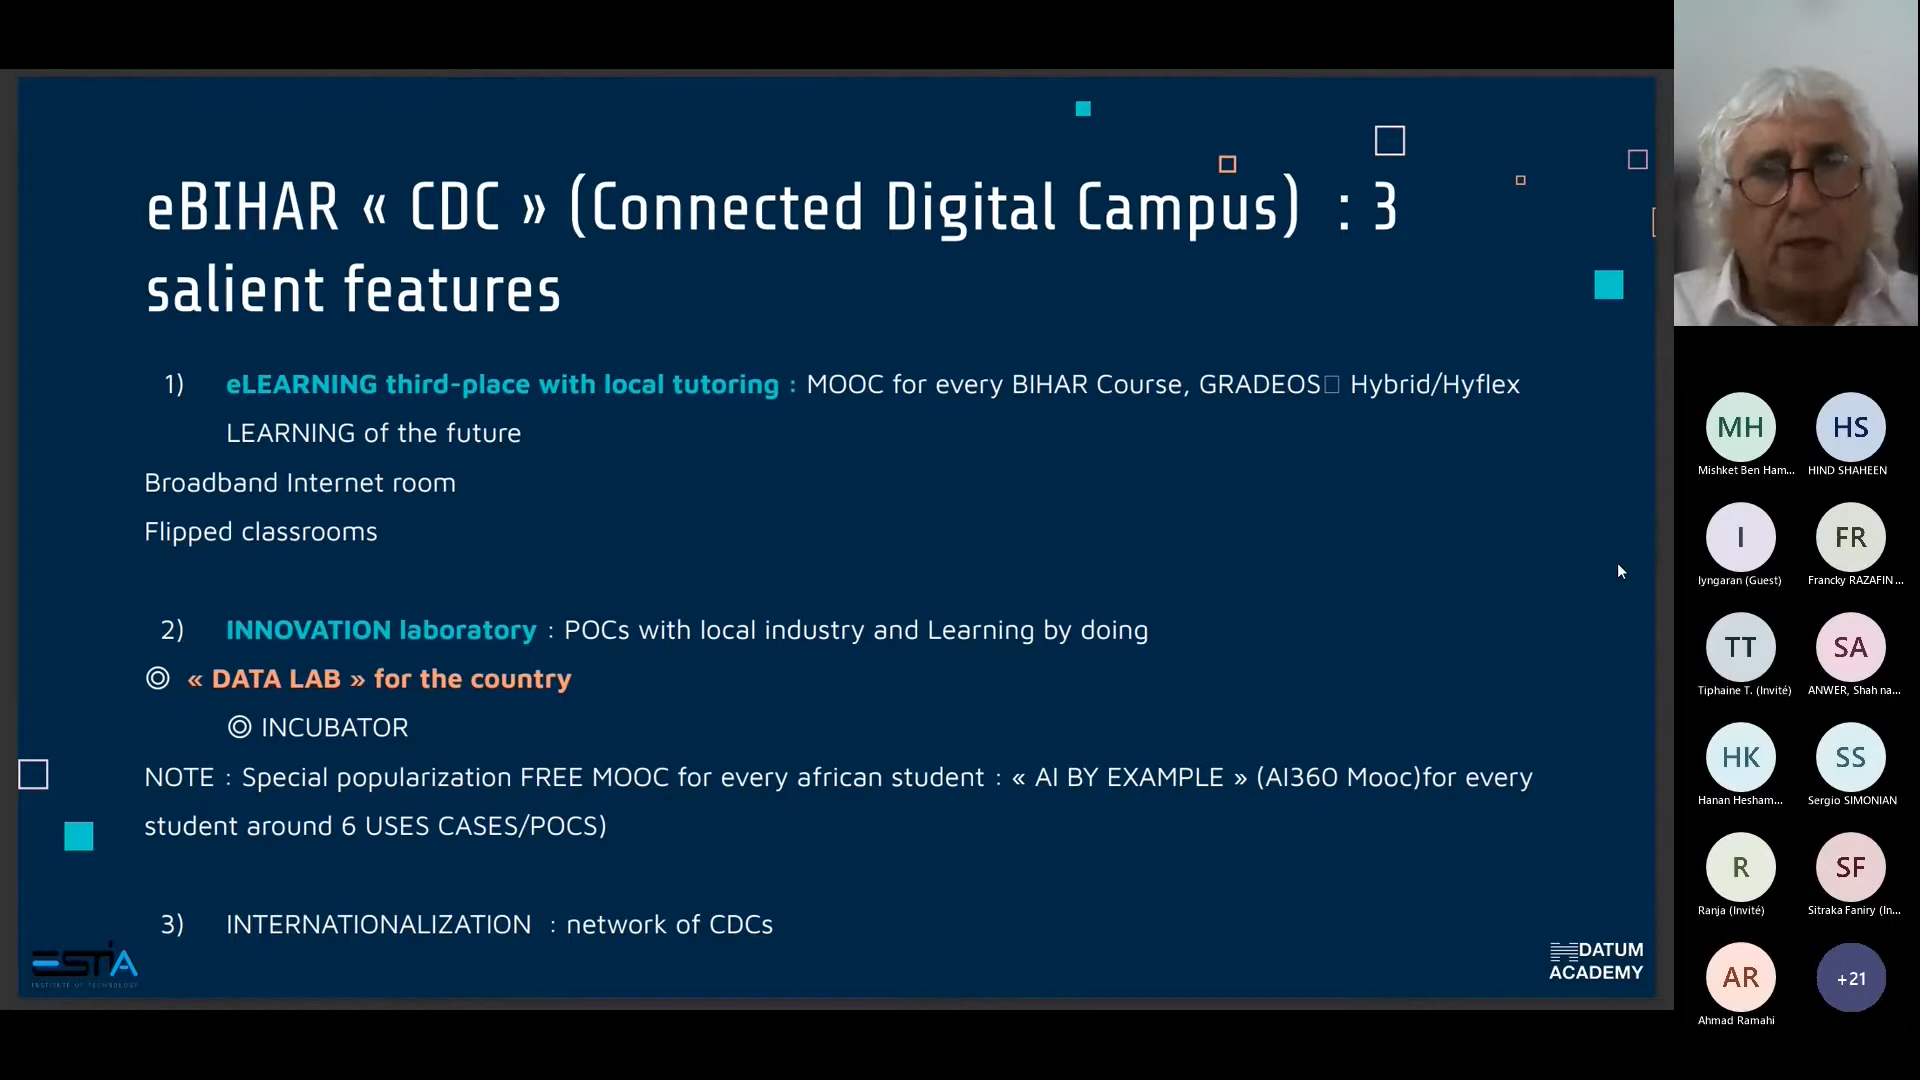 eBIHAR « CDC » (Connected Digital Campus) : 3
salient features
1) eLEARNING third-place with local tutoring : MOOC for every BIHAR Course, GRADEOS□ Hybrid/Hyflex
LEARNING of the future
Broadband Internet room
Flipped classrooms
2) INNOVATION laboratory : POCs with local industry and Learning by doing
◎ « DATA LAB » for the country
◎ INCUBATOR
NOTE : Special popularization FREE MOOC for every african student : « AI BY EXAMPLE » (AI360 Mooc)for every
student around 6 USES CASES/POCS)
3) INTERNATIONALIZATION : network of CDCs
ESTIA
INSTITUTE OF TECHNOLOGY
DATUM
ACADEMY
MH
Mishket Ben Ham...
HS
HIND SHAHEEN
I
Iyngaran (Guest)
FR
Francky RAZAFIN...
TT
Tiphaine T. (Invité)
SA
ANWER, Shah na...
HK
Hanan Hesham...
SS
Sergio SIMONIAN
R
Ranja (Invité)
SF
Sitraka Faniry (In...
AR
Ahmad Ramahi
+21